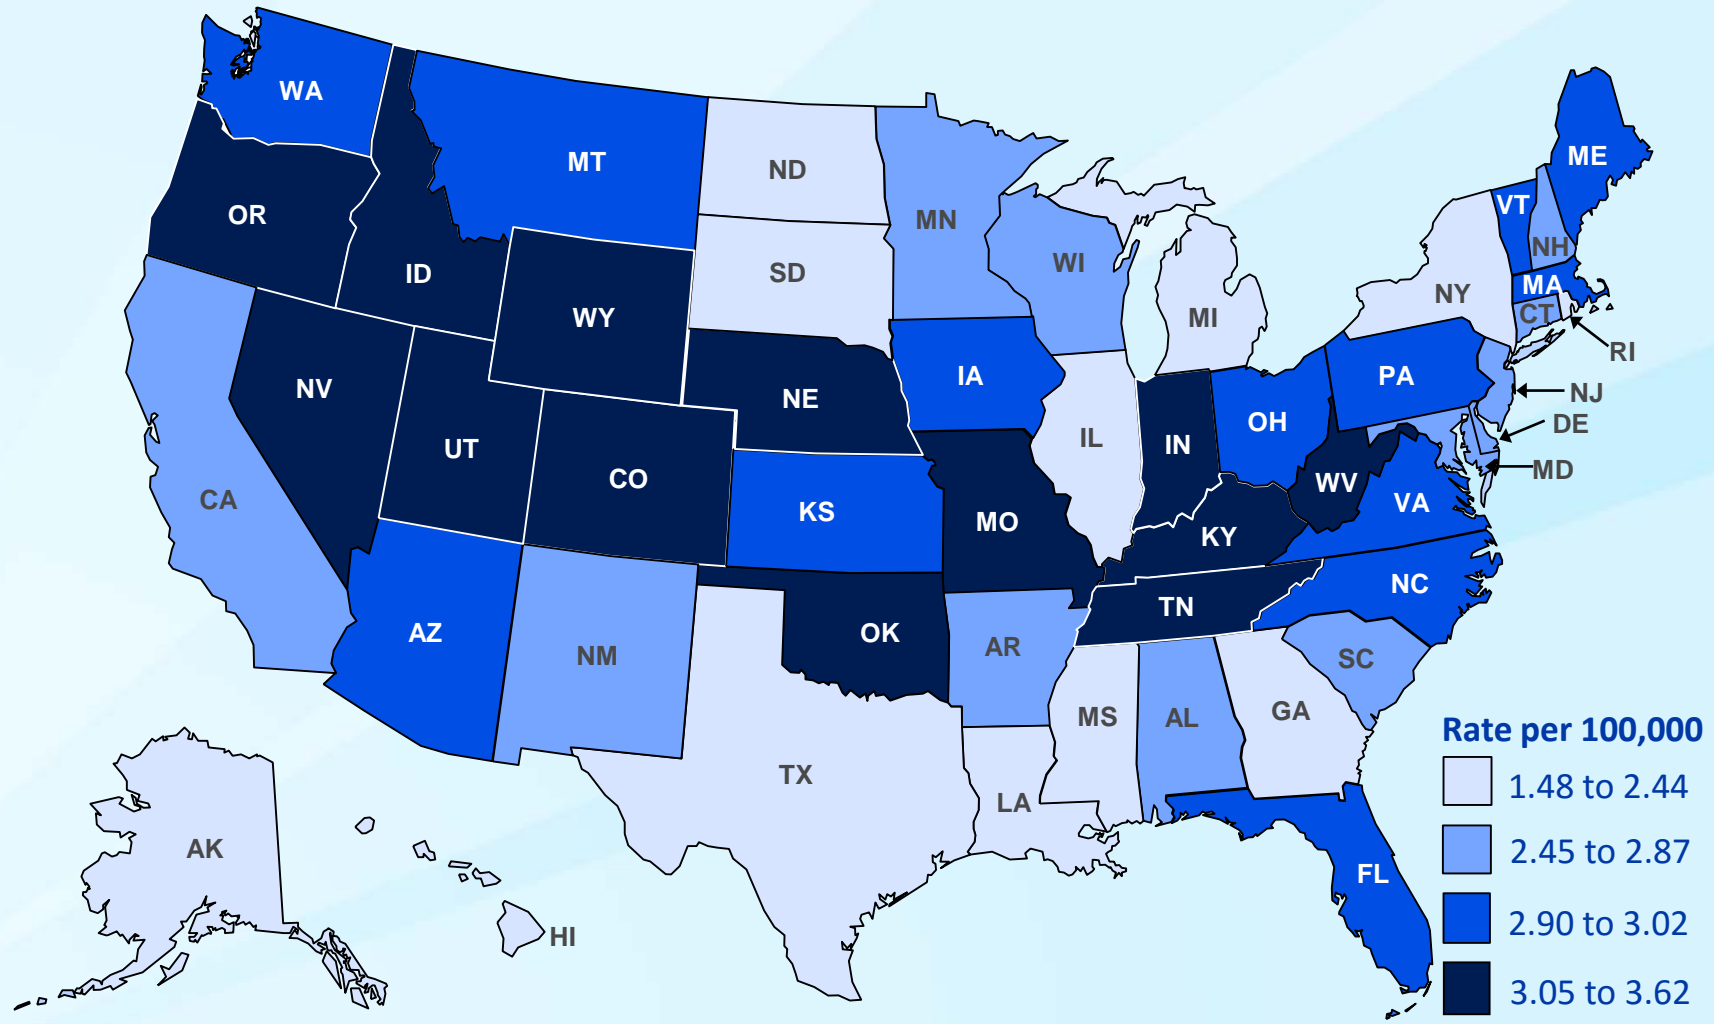 WA
MT
ND
MN
ME
VT
NH
OR
ID
SD
WI
WY
MI
NY
MA
CT
RI
NV
NE
IA
PA
NJ
UT
CO
IL
IN
OH
DE
CA
KS
MO
WV
VA
MD
KY
AZ
NM
OK
AR
TN
NC
SC
MS
AL
GA
TX
LA
AK
HI
FL
Rate per 100,000
1.48 to 2.44
2.45 to 2.87
2.90 to 3.02
3.05 to 3.62